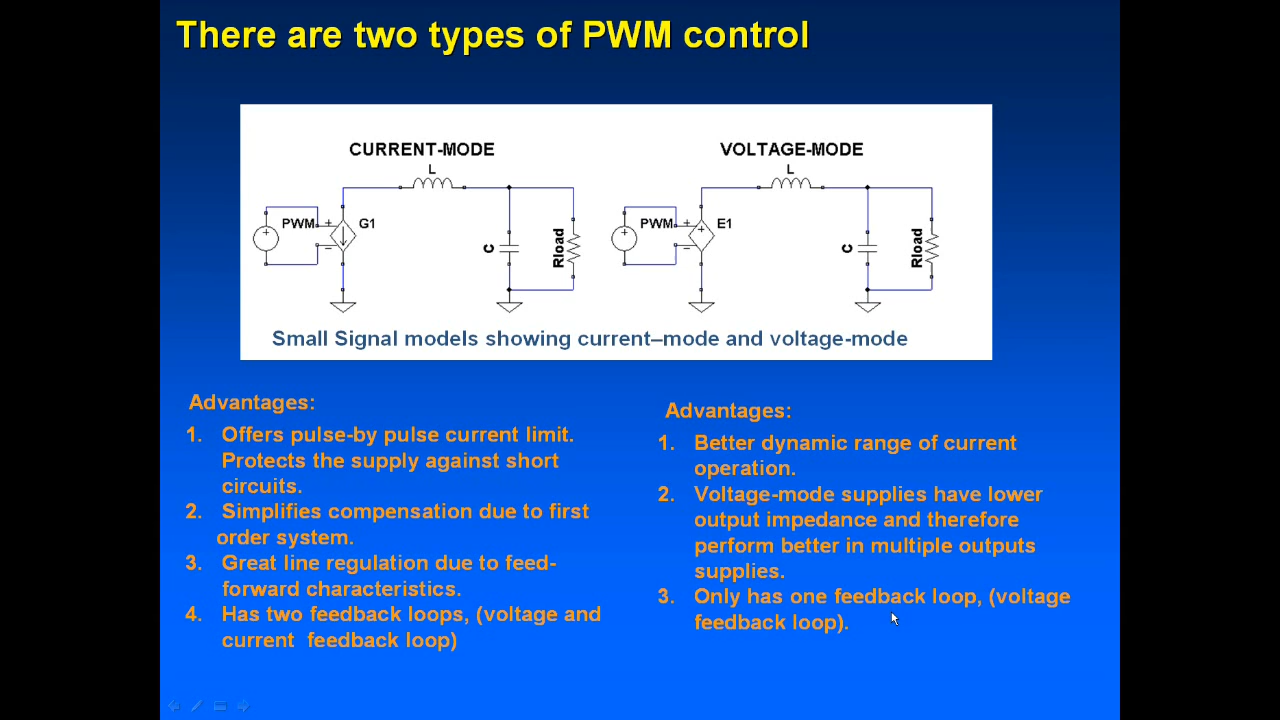 There are two types of PWM control
CURRENT-MODE
L
PWM
+
G1
C
Rload
VOLTAGE-MODE
L
PWM
+
E1
C
Rload
Small Signal models showing current–mode and voltage-mode
Advantages:
1. Offers pulse-by pulse current limit.
Protects the supply against short
circuits.
2. Simplifies compensation due to first
order system.
3. Great line regulation due to feed-
forward characteristics.
4. Has two feedback loops, (voltage and
current feedback loop)
Advantages:
1. Better dynamic range of current
operation.
2. Voltage-mode supplies have lower
output impedance and therefore
perform better in multiple outputs
supplies.
3. Only has one feedback loop, (voltage
feedback loop).